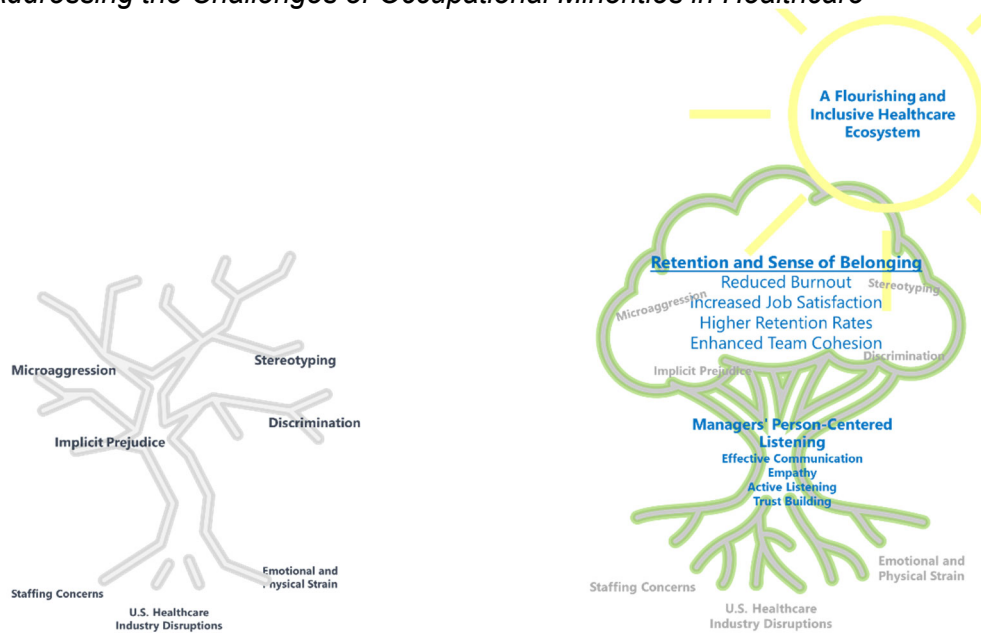 Addressing the Challenges of Occupational Minorities in Healthcare
Microaggression
Stereotyping
Implicit Prejudice
Discrimination
Staffing Concerns
U.S. Healthcare
Industry Disruptions
Emotional and
Physical Strain
A Flourishing and
Inclusive Healthcare
Ecosystem
Retention and Sense of Belonging
Reduced Burnout
Stereotyping
Microaggression
Increased Job Satisfaction
Higher Retention Rates
Enhanced Team Cohesion
Discrimination
Implicit Prejudice
Managers' Person-Centered
Listening
Effective Communication
Empathy
Active Listening
Trust Building
Staffing Concerns
Emotional and
Physical Strain
U.S. Healthcare
Industry Disruptions